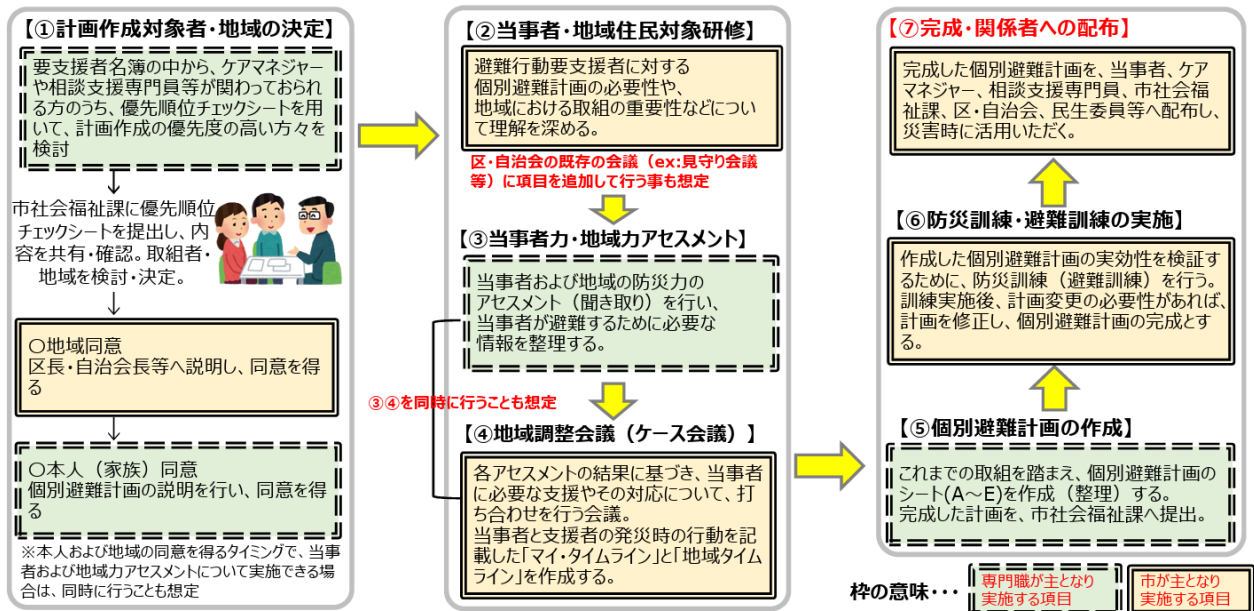 【①計画作成対象者・地域の決定】
要支援者名簿の中から、ケアマネジャー
や相談支援専門員等が関わっておられ
る方のうち、優先順位チェックシートを用
いて、計画作成の優先度の高い方々を
検討
市社会福祉課に優先順位
チェックシートを提出し、内
容を共有・確認。取組者・
地域を検討・決定。
〇地域同意
区長・自治会長等へ説明し、同意を得
る
〇本人（家族）同意
個別避難計画の説明を行い、同意を得
る
※本人および地域の同意を得るタイミングで、当事
者および地域力アセスメントについて実施できる場
合は、同時に行うことも想定
【②当事者・地域住民対象研修】
避難行動要支援者に対する
個別避難計画の必要性や、
地域における取組の重要性などについ
て理解を深める。
区・自治会の既存の会議（ex:見守り会議
等）に項目を追加して行う事も想定
【③当事者力・地域力アセスメント】
当事者および地域の防災力の
アセスメント（聞き取り）を行い、
当事者が避難するために必要な
情報を整理する。
③④を同時に行うことも想定
【④地域調整会議（ケース会議）】
各アセスメントの結果に基づき、当事者
に必要な支援やその対応について、打
ち合わせを行う会議。
当事者と支援者の発災時の行動を記
載した「マイ・タイムライン」と「地域タイム
ライン」を作成する。
【⑦完成・関係者への配布】
完成した個別避難計画を、当事者、ケア
マネジャー、相談支援専門員、市社会福
祉課、区・自治会、民生委員等へ配布し、
災害時に活用いただく。
【⑥防災訓練・避難訓練の実施】
作成した個別避難計画の実効性を検証す
るために、防災訓練（避難訓練）を行う。
訓練実施後、計画変更の必要性があれば、
計画を修正し、個別避難計画の完成とす
る。
【⑤個別避難計画の作成】
これまでの取組を踏まえ、個別避難計画の
シート(A～E)を作成（整理）する。
完成した計画を、市社会福祉課へ提出。
枠の意味・・・
専門職が主となり
実施する項目
市が主となり
実施する項目